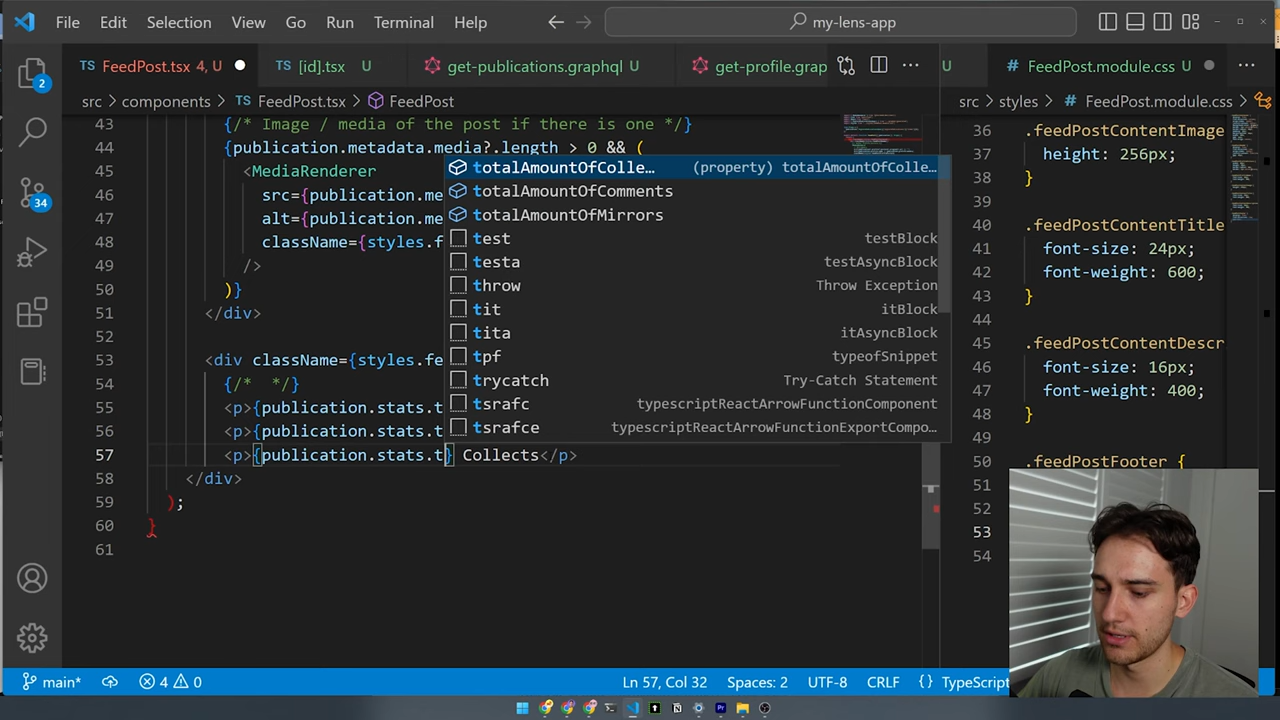 File Edit Selection View Go Run Terminal Help my-lens-app
TS FeedPost.tsx 4, U TS [id].tsx U get-publications.graphql U get-profile.grap U # FeedPost.module.css U
src > components > TS FeedPost.tsx > FeedPost
src > styles > # FeedPost.module.css >
43 {/* Image / media of the post if there is one */}
44 {publication.metadata.media?.length > 0 && (
45 <MediaRenderer
46 src={publication.me
47 alt={publication.me
48 className={styles.f
49 />
50 )}
51 </div>
52
53 <div className={styles.fe
54 {/* */}
55 <p>{publication.stats.t
56 <p>{publication.stats.t
57 <p>{publication.stats.t} Collects</p>
58 </div>
59 );
60 }
61
totalAmountOfColle… (property) totalAmountOfColle…
totalAmountOfComments
totalAmountOfMirrors
test testBlock
testa testAsyncBlock
throw Throw Exception
tit itBlock
tita itAsyncBlock
tpf typeofSnippet
trycatch Try-Catch Statement
tsrafc typescriptReactArrowFunctionComponent
tsrafce typescriptReactArrowFunctionExportCompo…
36 .feedPostContentImage
37 height: 256px;
38 }
39
40 .feedPostContentTitle
41 font-size: 24px;
42 font-weight: 600;
43 }
44
45 .feedPostContentDescr
46 font-size: 16px;
47 font-weight: 400;
48 }
49
50 .feedPostFooter {
51
52
53
54
2
34
main* 4 0 Ln 57, Col 32 Spaces: 2 UTF-8 CRLF {} TypeScript